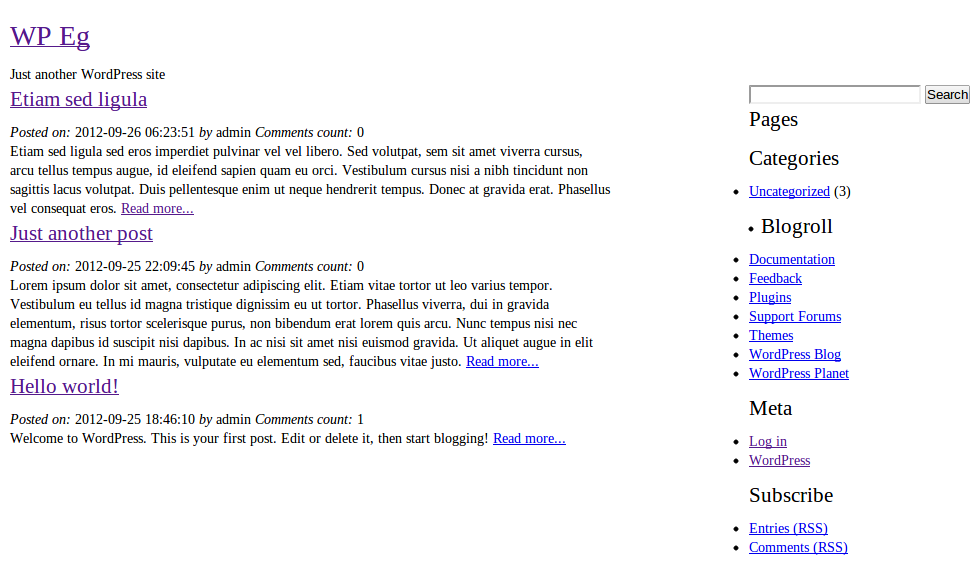 WP Eg
Just another WordPress site
Etiam sed ligula
Posted on: 2012-09-26 06:23:51 by admin Comments count: 0
Etiam sed ligula sed eros imperdiet pulvinar vel vel libero. Sed volutpat, sem sit amet viverra cursus,
arcu tellus tempus augue, id eleifend sapien quam eu orci. Vestibulum cursus nisi a nibh tincidunt non
sagittis lacus volutpat. Duis pellentesque enim ut neque hendrerit tempus. Donec at gravida erat. Phasellus
vel consequat eros. Read more...
Just another post
Posted on: 2012-09-25 22:09:45 by admin Comments count: 0
Lorem ipsum dolor sit amet, consectetur adipiscing elit. Etiam vitae tortor ut leo varius tempor.
Vestibulum eu tellus id magna tristique dignissim eu ut tortor. Phasellus viverra, dui in gravida
elementum, risus tortor scelerisque purus, non bibendum erat lorem quis arcu. Nunc tempus nisi nec
magna dapibus id suscipit nisi dapibus. In ac nisi sit amet nisi euismod gravida. Ut aliquet augue in elit
eleifend ornare. In mi mauris, vulputate eu elementum sed, faucibus vitae justo. Read more...
Hello world!
Posted on: 2012-09-25 18:46:10 by admin Comments count: 1
Welcome to WordPress. This is your first post. Edit or delete it, then start blogging! Read more...
Search
Pages
Categories
Uncategorized (3)
Blogroll
Documentation
Feedback
Plugins
Support Forums
Themes
WordPress Blog
WordPress Planet
Meta
Log in
WordPress
Subscribe
Entries (RSS)
Comments (RSS)